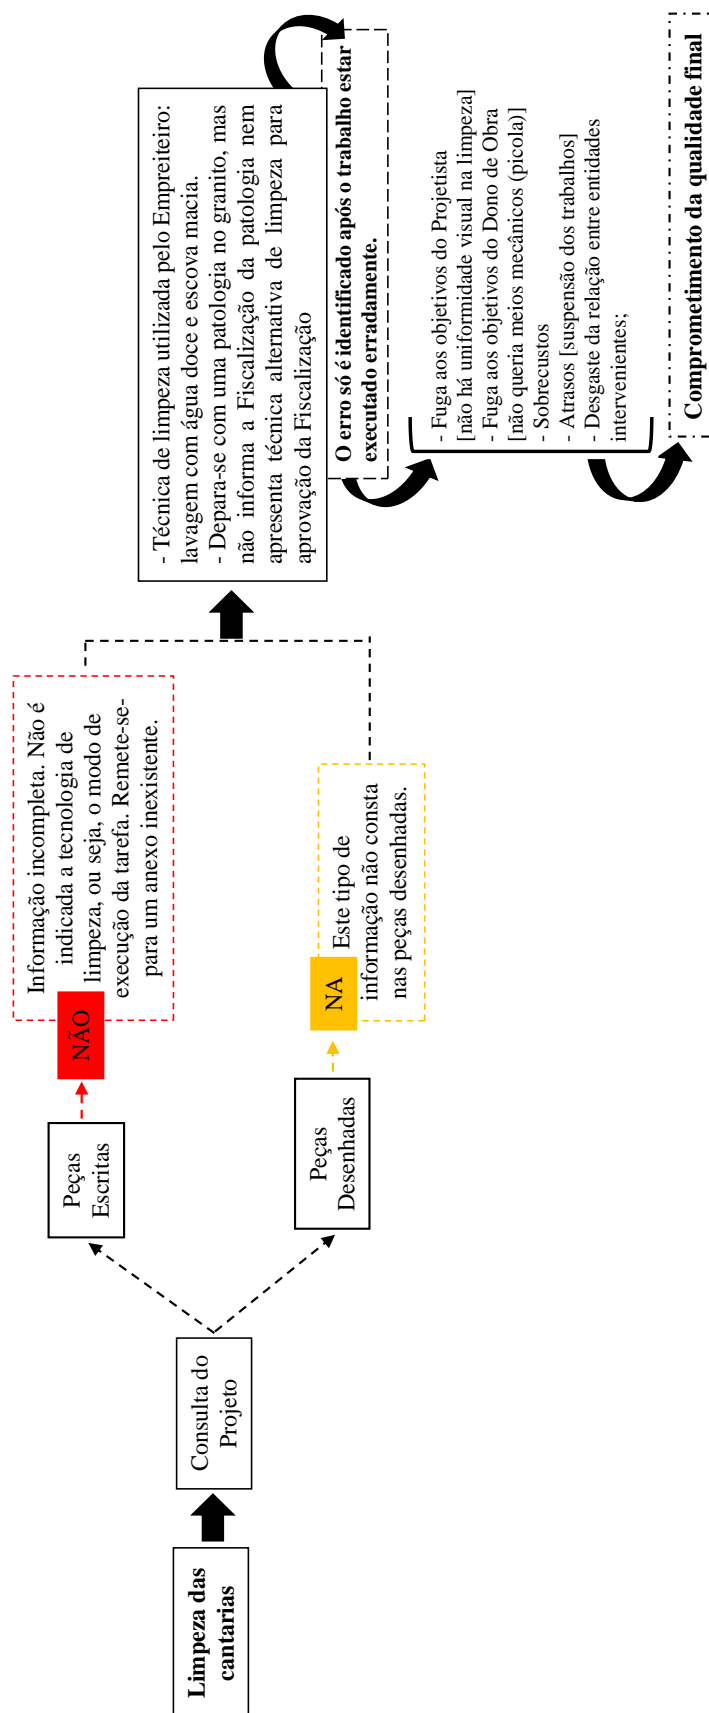 Limpeza das
cantarias
Consulta do
Projeto
Peças
Escritas
NÃO
Informação incompleta. Não é
indicada a tecnologia de
limpeza, ou seja, o modo de
execução da tarefa. Remete-se-
para um anexo inexistente.
Peças
Desenhadas
NA
Este tipo de
informação não consta
nas peças desenhadas.
- Técnica de limpeza utilizada pelo Empreiteiro:
lavagem com água doce e escova macia.
- Depara-se com uma patologia no granito, mas
não informa a Fiscalização da patologia nem
apresenta técnica alternativa de limpeza para
aprovação da Fiscalização
O erro só é identificado após o trabalho estar
executado erradamente.
- Fuga aos objetivos do Projetista
[não há uniformidade visual na limpeza]
- Fuga aos objetivos do Dono de Obra
[não queria meios mecânicos (picola)]
- Sobrecustos
- Atrasos [suspensão dos trabalhos]
- Desgaste da relação entre entidades
intervenientes;
Comprometimento da qualidade final